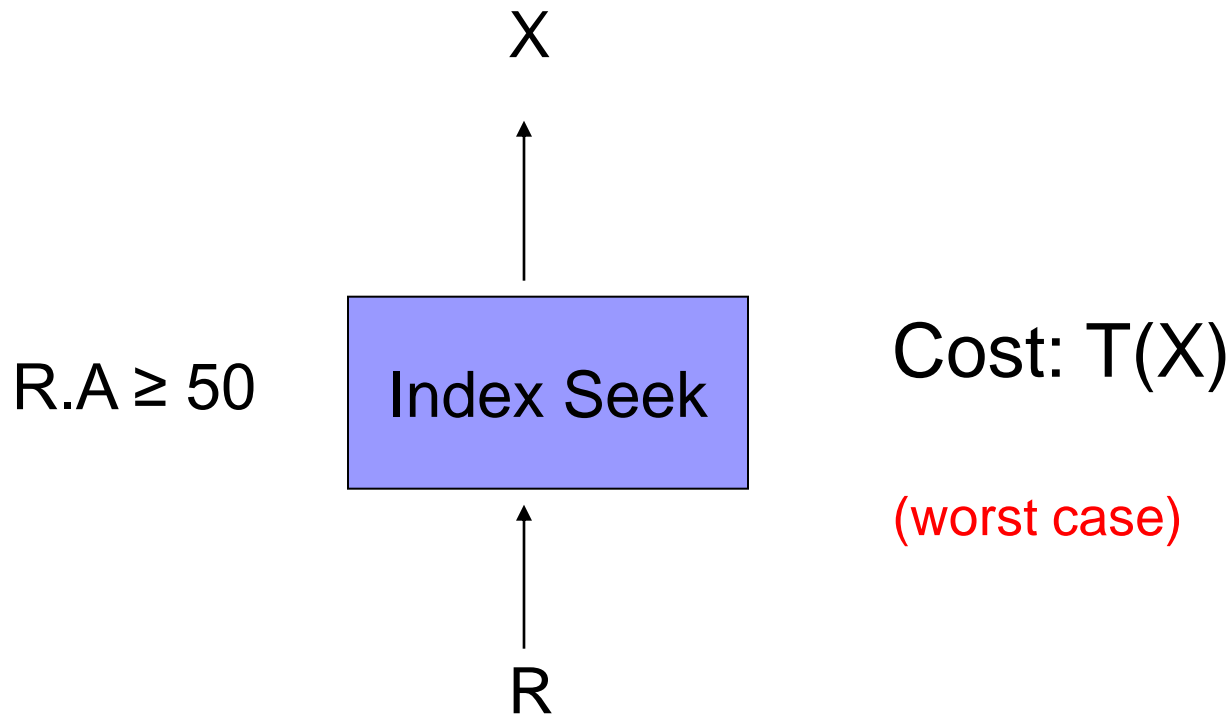 X
R.A ≥ 50
Index Seek
Cost: T(X)
(worst case)
R